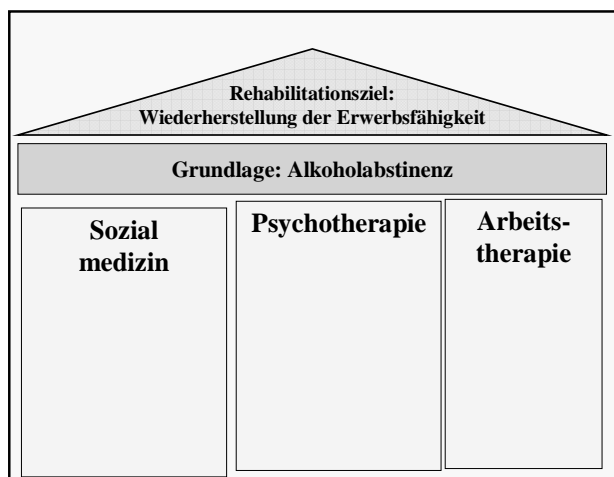 Rehabilitationsziel:
Wiederherstellung der Erwerbsfähigkeit
Grundlage: Alkoholabstinenz
Sozial
medizin
Psychotherapie
Arbeits-
therapie